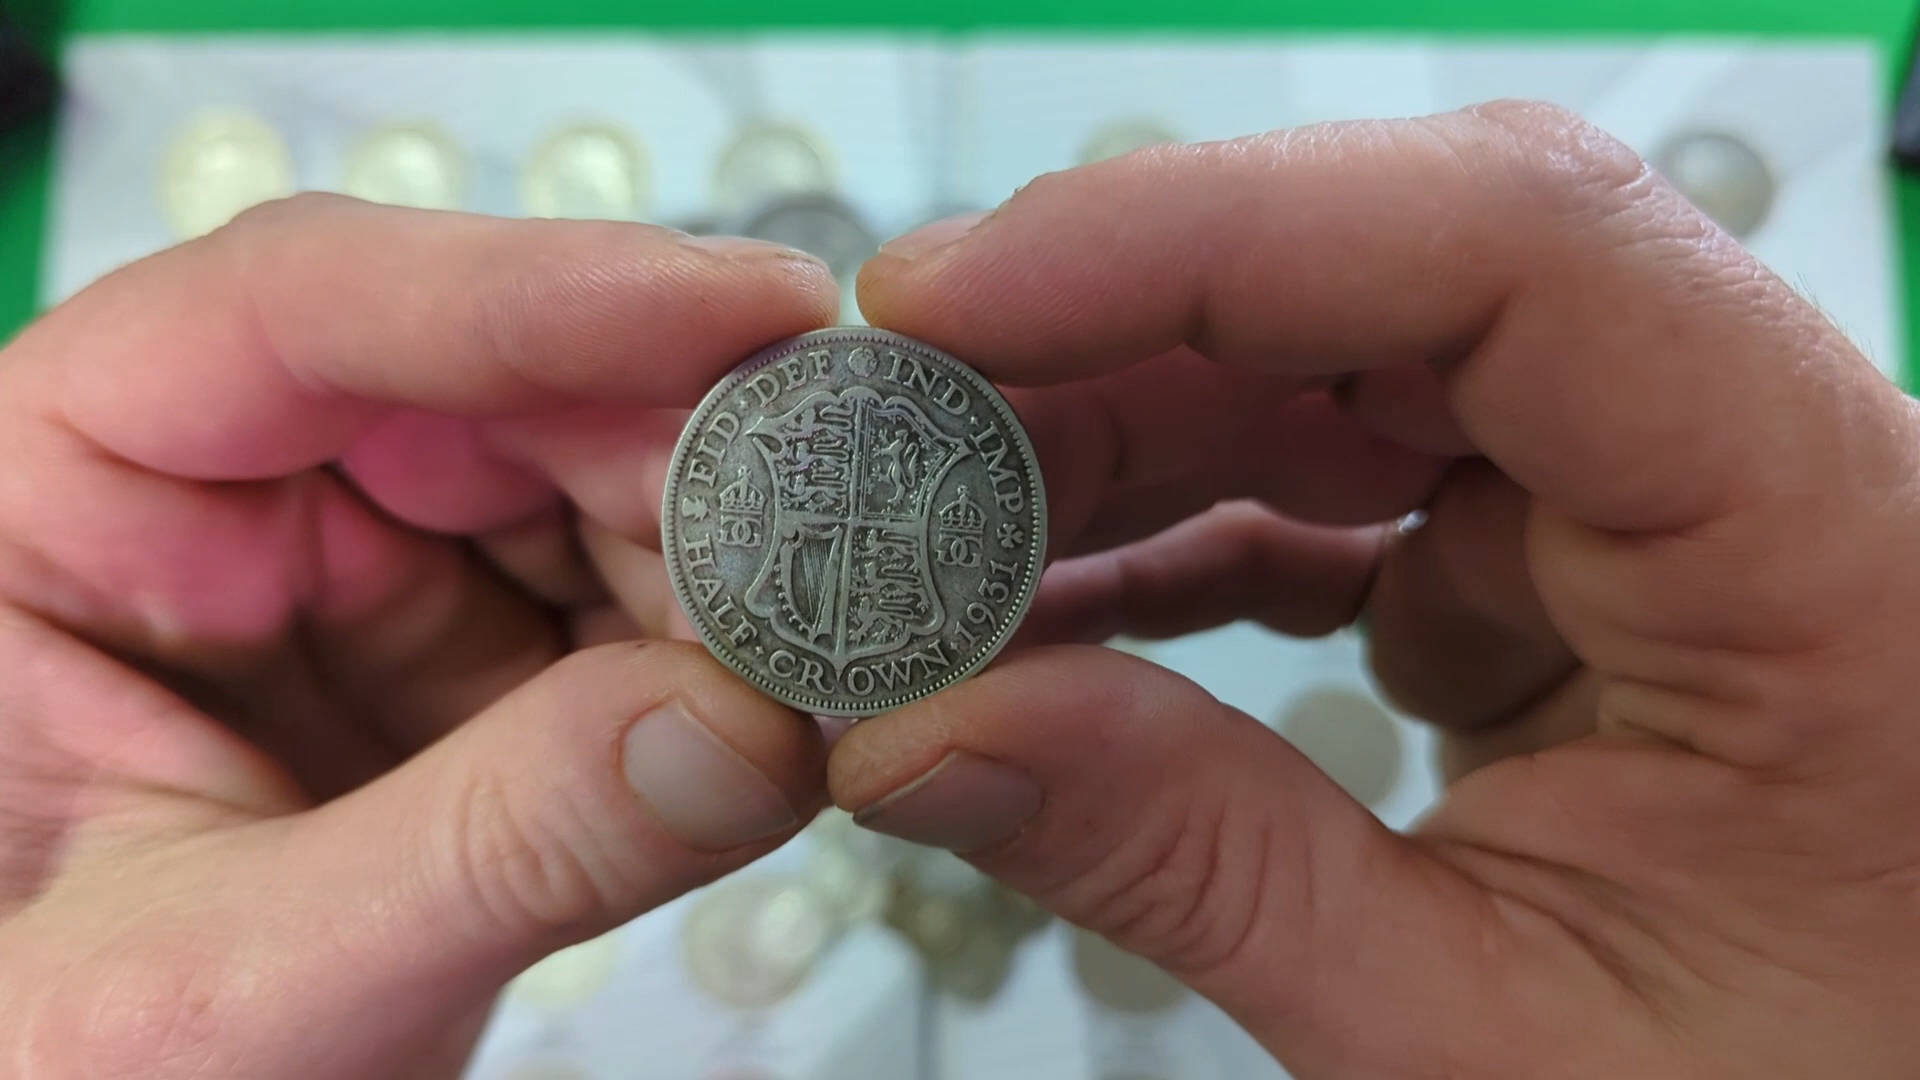 FID · DEF IND · IMP
HALF · CROWN · 1931